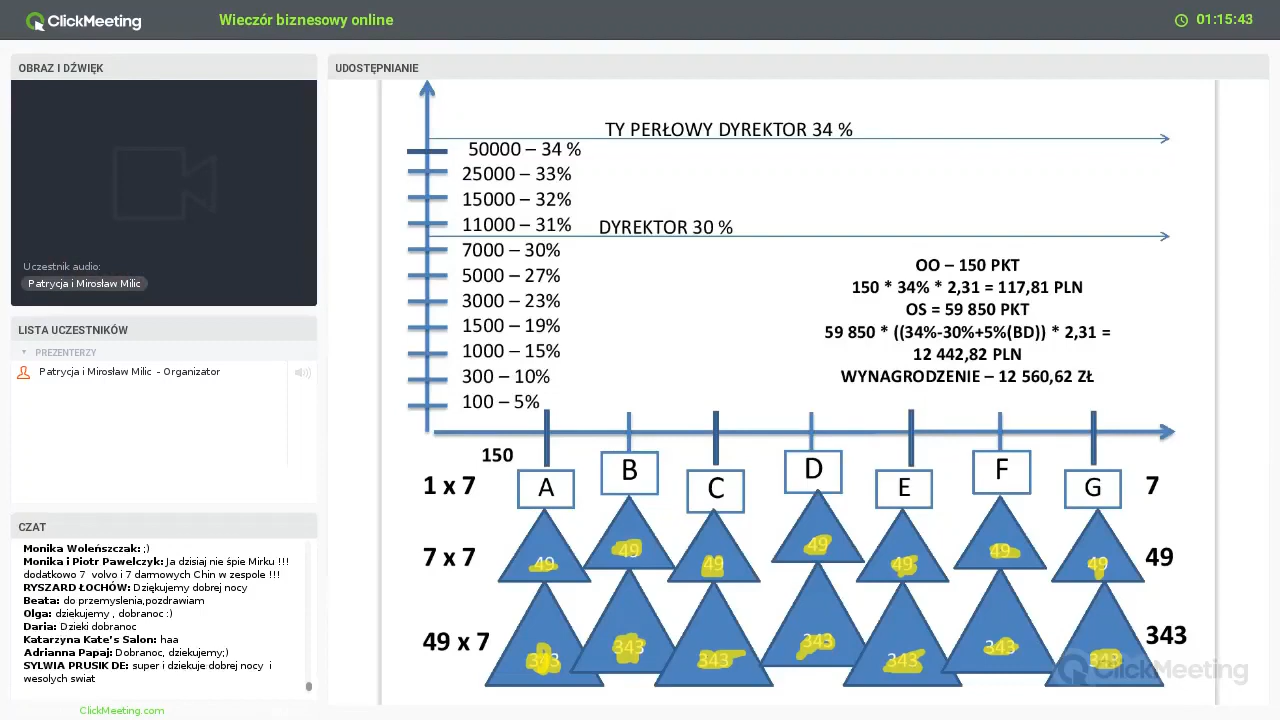 ClickMeeting
Wieczór biznesowy online
01:15:43
OBRAZ I DŹWIĘK
Uczestnik audio:
Patrycja i Mirosław Milic
LISTA UCZESTNIKÓW
PREZENTERZY
Patrycja i Mirosław Milic - Organizator
CZAT
Monika Woleńszczak: ;)
Monika i Piotr Pawełczyk: Ja dzisiaj nie śpie Mirku !!!
dodatkowo 7 volvo i 7 darmowych Chin w zespole !!!
RYSZARD ŁOCHÓW: Dziękujemy dobrej nocy
Beata: do przemyslenia,pozdrawiam
Olga: dziekujemy , dobranoc :)
Daria: Dzieki dobranoc
Katarzyna Kate's Salon: haa
Adrianna Papaj: Dobranoc, dziekujemy;)
SYLWIA PRUSIK DE: super i dziekuje dobrej nocy i
wesolych swiat
ClickMeeting.com
UDOSTĘPNIANIE
TY PERŁOWY DYREKTOR 34 %
50000 – 34 %
25000 – 33%
15000 – 32%
11000 – 31%
DYREKTOR 30 %
7000 – 30%
5000 – 27%
3000 – 23%
1500 – 19%
1000 – 15%
300 – 10%
100 – 5%
OO – 150 PKT
150 * 34% * 2,31 = 117,81 PLN
OS = 59 850 PKT
59 850 * ((34%-30%+5%(BD)) * 2,31 =
12 442,82 PLN
WYNAGRODZENIE – 12 560,62 ZŁ
150
1 x 7 A B C D E F G 7
7 x 7 49 49 49 49 49 49 49 49
49 x 7 343 343 343 343 343 343 343 343
ClickMeeting